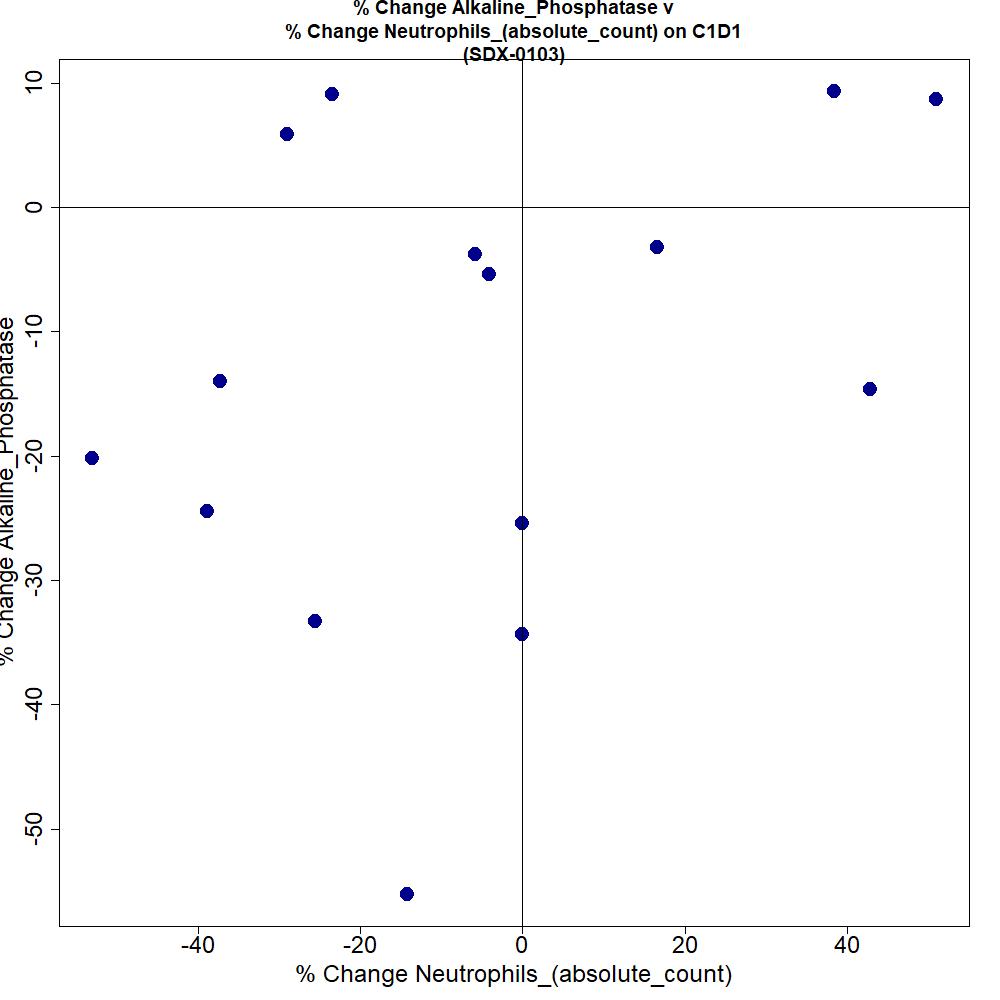 % Change Alkaline_Phosphatase v
% Change Neutrophils_(absolute_count) on C1D1
(SDX-0103)
% Change Alkaline_Phosphatase
10
0
-10
-20
-30
-40
-50
-40
-20
0
20
40
% Change Neutrophils_(absolute_count)